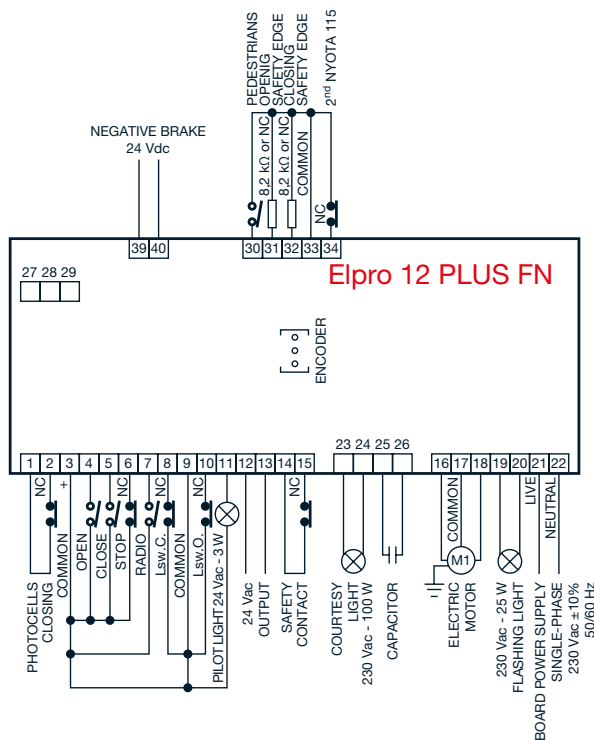 PEDESTRIANS
OPENIG
SAFETY EDGE
CLOSING
SAFETY EDGE
2nd NYOTA 115
NEGATIVE BRAKE
24 Vdc
8,2 kΩ or NC
8,2 kΩ or NC
COMMON
NC
39 40
30 31 32 33 34
Elpro 12 PLUS FN
27 28 29
ENCODER
1 2 3 4 5 6 7 8 9 10 11 12 13 14 15
23 24 25 26
16 17 18 19 20 21 22
NC
+
NC
NC
NC
NC
PHOTOCELLS
CLOSING
COMMON
OPEN
CLOSE
STOP
RADIO
Lsw.C.
COMMON
Lsw.O.
PILOT LIGHT 24 Vac - 3 W
24 Vac
OUTPUT
SAFETY
CONTACT
COURTESY
LIGHT
230 Vac - 100 W
CAPACITOR
COMMON
M1
ELECTRIC
MOTOR
230 Vac - 25 W
FLASHING LIGHT
LIVE
NEUTRAL
BOARD POWER SUPPLY
SINGLE-PHASE
230 Vac ±10%
50/60 Hz